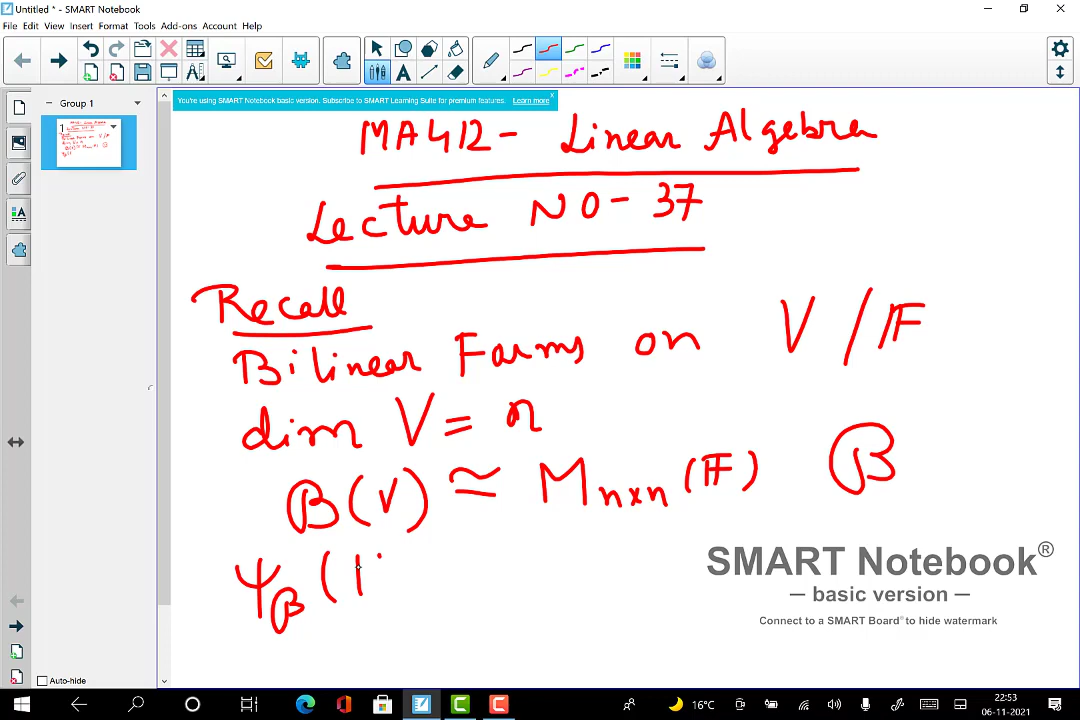 Untitled * - SMART Notebook
File Edit View Insert Format Tools Add-ons Account Help
Group 1
You're using SMART Notebook basic version. Subscribe to SMART Learning Suite for premium features. Learn more x
MA412- Linear Algebra
Lecture NO- 37
Recall
Bilinear Forms on V / 𝔽
dim V = n
B(V) ≅ M n×n (𝔽) β
ψβ (
SMART Notebook®
– basic version –
Connect to a SMART Board® to hide watermark
Auto-hide
16°C
22:53
06-11-2021